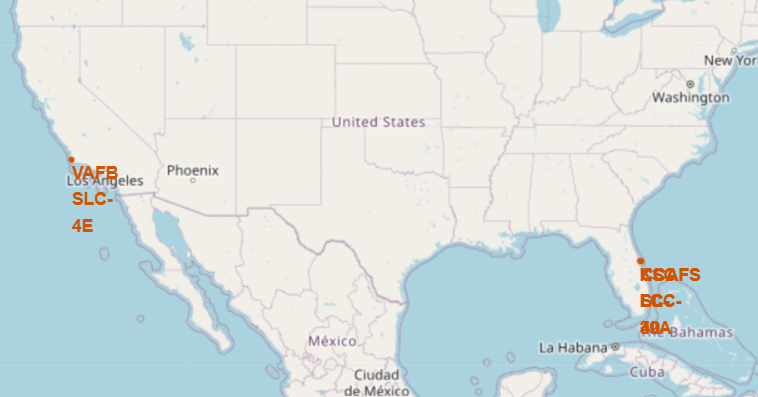 New Yor
Washington
United States
VAFB
SLC-
4E
Los Angeles
Phoenix
The Bahamas
La Habana
México
Cuba
Ciudad
de México